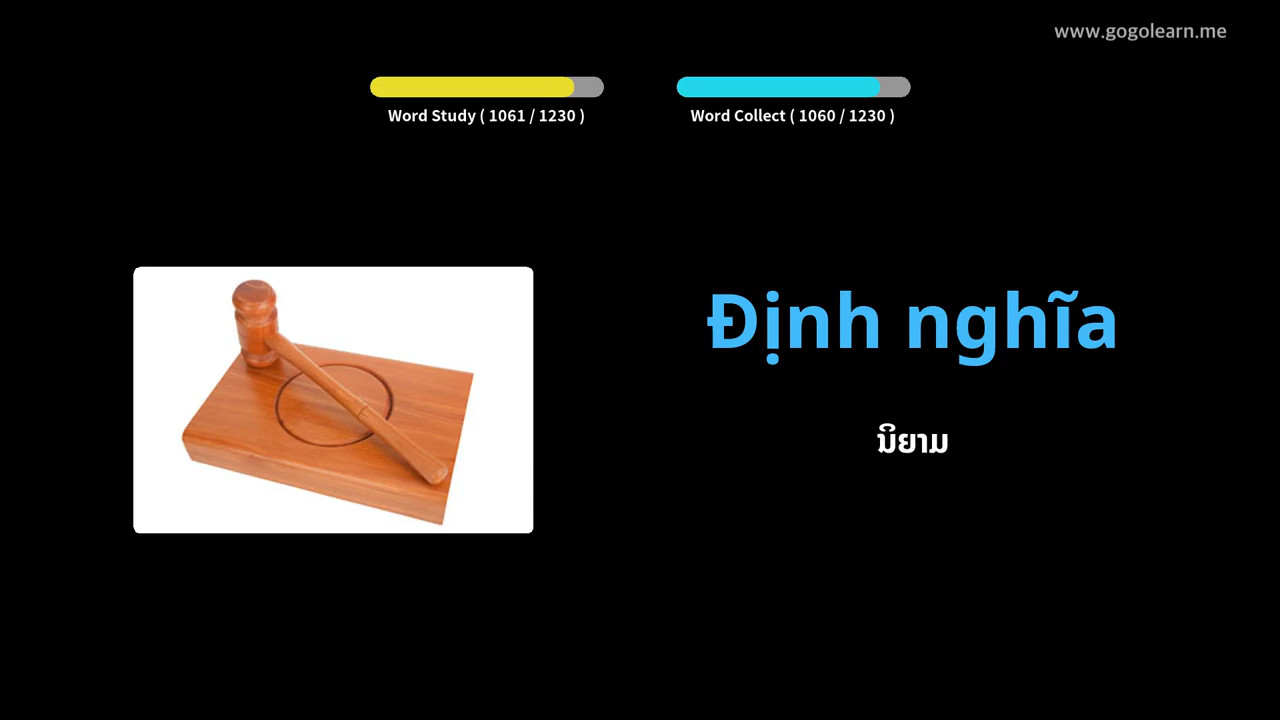 www.gogolearn.me
Word Study ( 1061 / 1230 )
Word Collect ( 1060 / 1230 )
Định nghĩa
ນິຍາມ